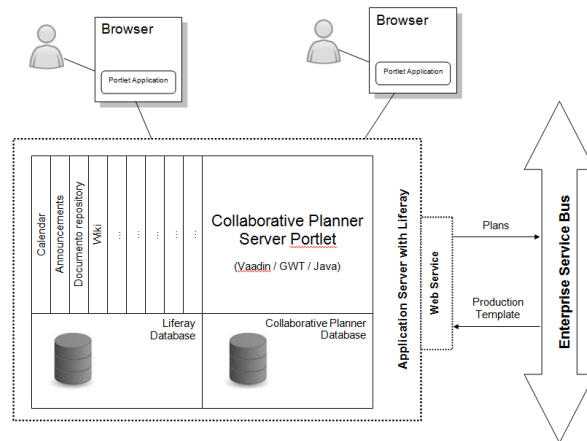 Browser
Portlet Application
Browser
Portlet Application
Calendar
Announcements
Documento repository
Wiki
...
...
...
...
...
Collaborative Planner
Server Portlet
(Vaadin / GWT / Java)
Liferay
Database
Collaborative Planner
Database
Application Server with Liferay
Web Service
Plans
Production
Template
Enterprise Service Bus